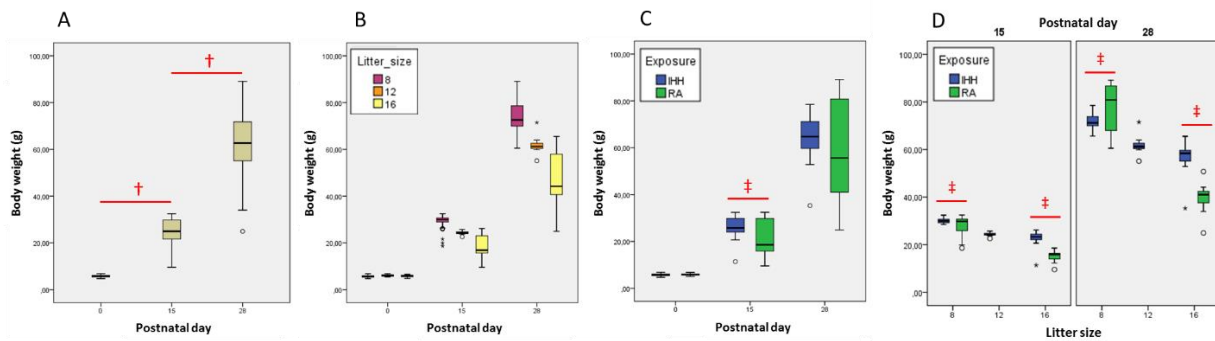 A
B
C
D
Postnatal day
15
28
†
†
Litter_size
8
12
16
Exposure
IHH
RA
‡
Exposure
IHH
RA
‡
‡
‡
‡
Body weight (g)
100,00
80,00
60,00
40,00
20,00
,00
0
15
28
Postnatal day
Body weight (g)
100,00
80,00
60,00
40,00
20,00
,00
0
15
28
Postnatal day
Body weight (g)
100,00
80,00
60,00
40,00
20,00
,00
0
15
28
Postnatal day
Body weight (g)
100,00
80,00
60,00
40,00
20,00
,00
8
12
16
8
12
16
Litter size